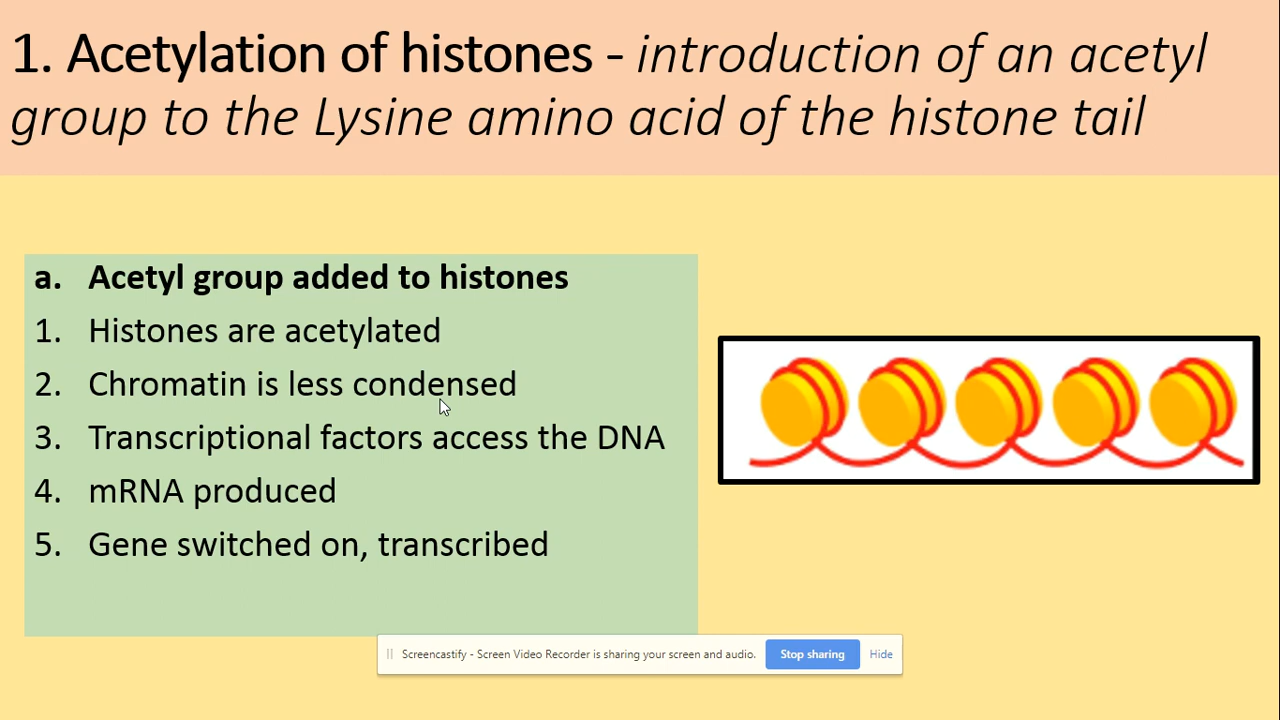 1. Acetylation of histones - introduction of an acetyl
group to the Lysine amino acid of the histone tail
a. Acetyl group added to histones
1. Histones are acetylated
2. Chromatin is less condensed
3. Transcriptional factors access the DNA
4. mRNA produced
5. Gene switched on, transcribed
Screencastify - Screen Video Recorder is sharing your screen and audio. Stop sharing Hide